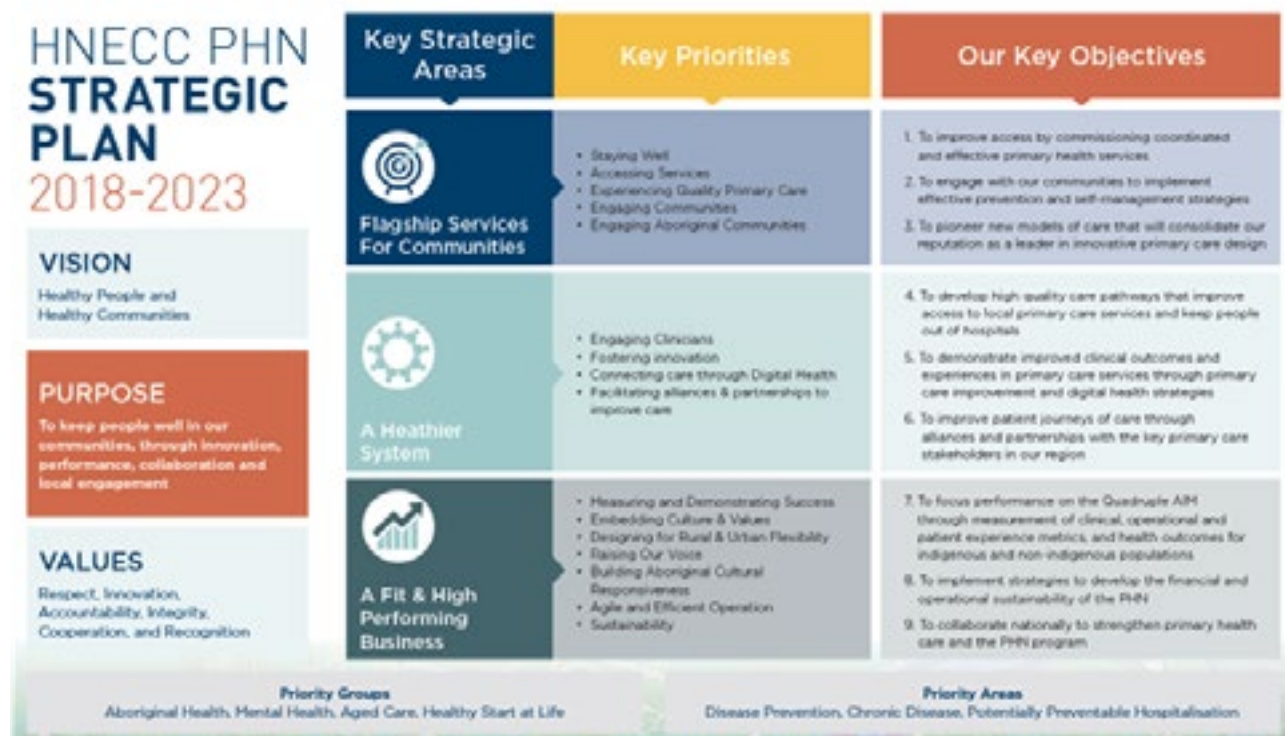 HNECC PHN
STRATEGIC
PLAN
2018-2023
VISION
Healthy People and
Healthy Communities
PURPOSE
To keep people well in our
communities, through innovation,
performance, collaboration and
local engagement
VALUES
Respect, Innovation,
Accountability, Integrity,
Cooperation, and Recognition
Key Strategic
Areas
Key Priorities
Our Key Objectives
Flagship Services
For Communities
• Staying Well
• Accessing Services
• Experiencing Quality Primary Care
• Engaging Communities
• Engaging Aboriginal Communities
1. To improve access by commissioning coordinated
and effective primary health services
2. To engage with our communities to implement
effective prevention and self-management strategies
3. To pioneer new models of care that will consolidate our
reputation as a leader in innovative primary care design
A Heathier
System
• Engaging Clinicians
• Fostering innovation
• Connecting care through Digital Health
• Facilitating alliances & partnerships to
improve care
4. To develop high quality care pathways that improve
access to local primary care services and keep people
out of hospitals
5. To demonstrate improved clinical outcomes and
experiences in primary care services through primary
care improvement and digital health strategies
6. To improve patient journeys of care through
alliances and partnerships with the key primary care
stakeholders in our region
A Fit & High
Performing
Business
• Measuring and Demonstrating Success
• Embedding Culture & Values
• Designing for Rural & Urban Flexibility
• Raising Our Voice
• Building Aboriginal Cultural
Responsiveness
• Agile and Efficient Operation
• Sustainability
7. To focus performance on the Quadruple AIM
through measurement of clinical, operational and
patient experience metrics, and health outcomes for
indigenous and non-indigenous populations
8. To implement strategies to develop the financial and
operational sustainability of the PHN
9. To collaborate nationally to strengthen primary health
care and the PHN program
Priority Groups
Aboriginal Health, Mental Health, Aged Care, Healthy Start at Life
Priority Areas
Disease Prevention, Chronic Disease, Potentially Preventable Hospitalisation